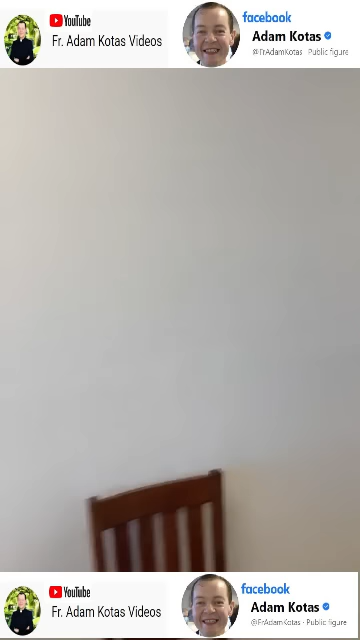 YouTube
Fr. Adam Kotas Videos
facebook
Adam Kotas
@FrAdamKotas · Public figure
YouTube
Fr. Adam Kotas Videos
facebook
Adam Kotas
@FrAdamKotas · Public figure